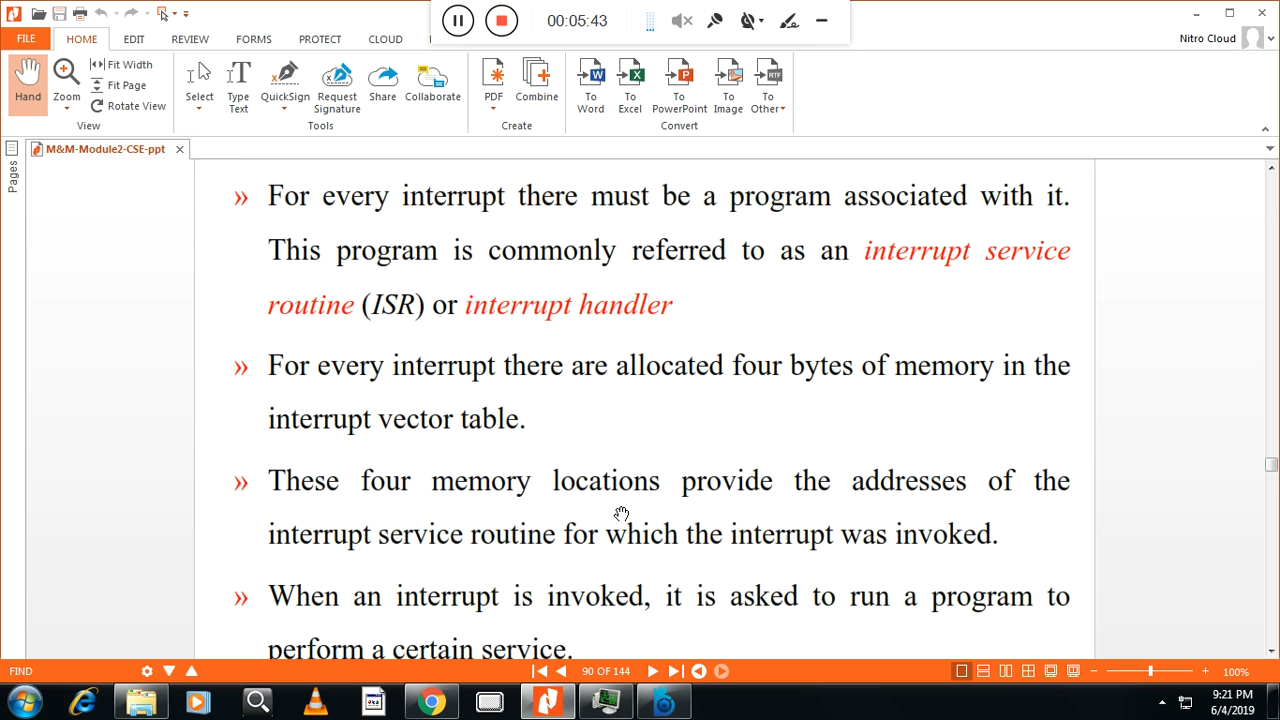 00:05:43
FILE HOME EDIT REVIEW FORMS PROTECT CLOUD
Nitro Cloud
Hand
Zoom
Fit Width
Fit Page
Rotate View
View
Select
Type Text
QuickSign
Request Signature
Share
Collaborate
Tools
PDF
Combine
Create
To Word
To Excel
To PowerPoint
To Image
To Other
Convert
Pages
M&M-Module2-CSE-ppt
» For every interrupt there must be a program associated with it.
This program is commonly referred to as an interrupt service
routine (ISR) or interrupt handler
» For every interrupt there are allocated four bytes of memory in the
interrupt vector table.
» These four memory locations provide the addresses of the
interrupt service routine for which the interrupt was invoked.
» When an interrupt is invoked, it is asked to run a program to
perform a certain service.
FIND
90 OF 144
100%
9:21 PM
6/4/2019